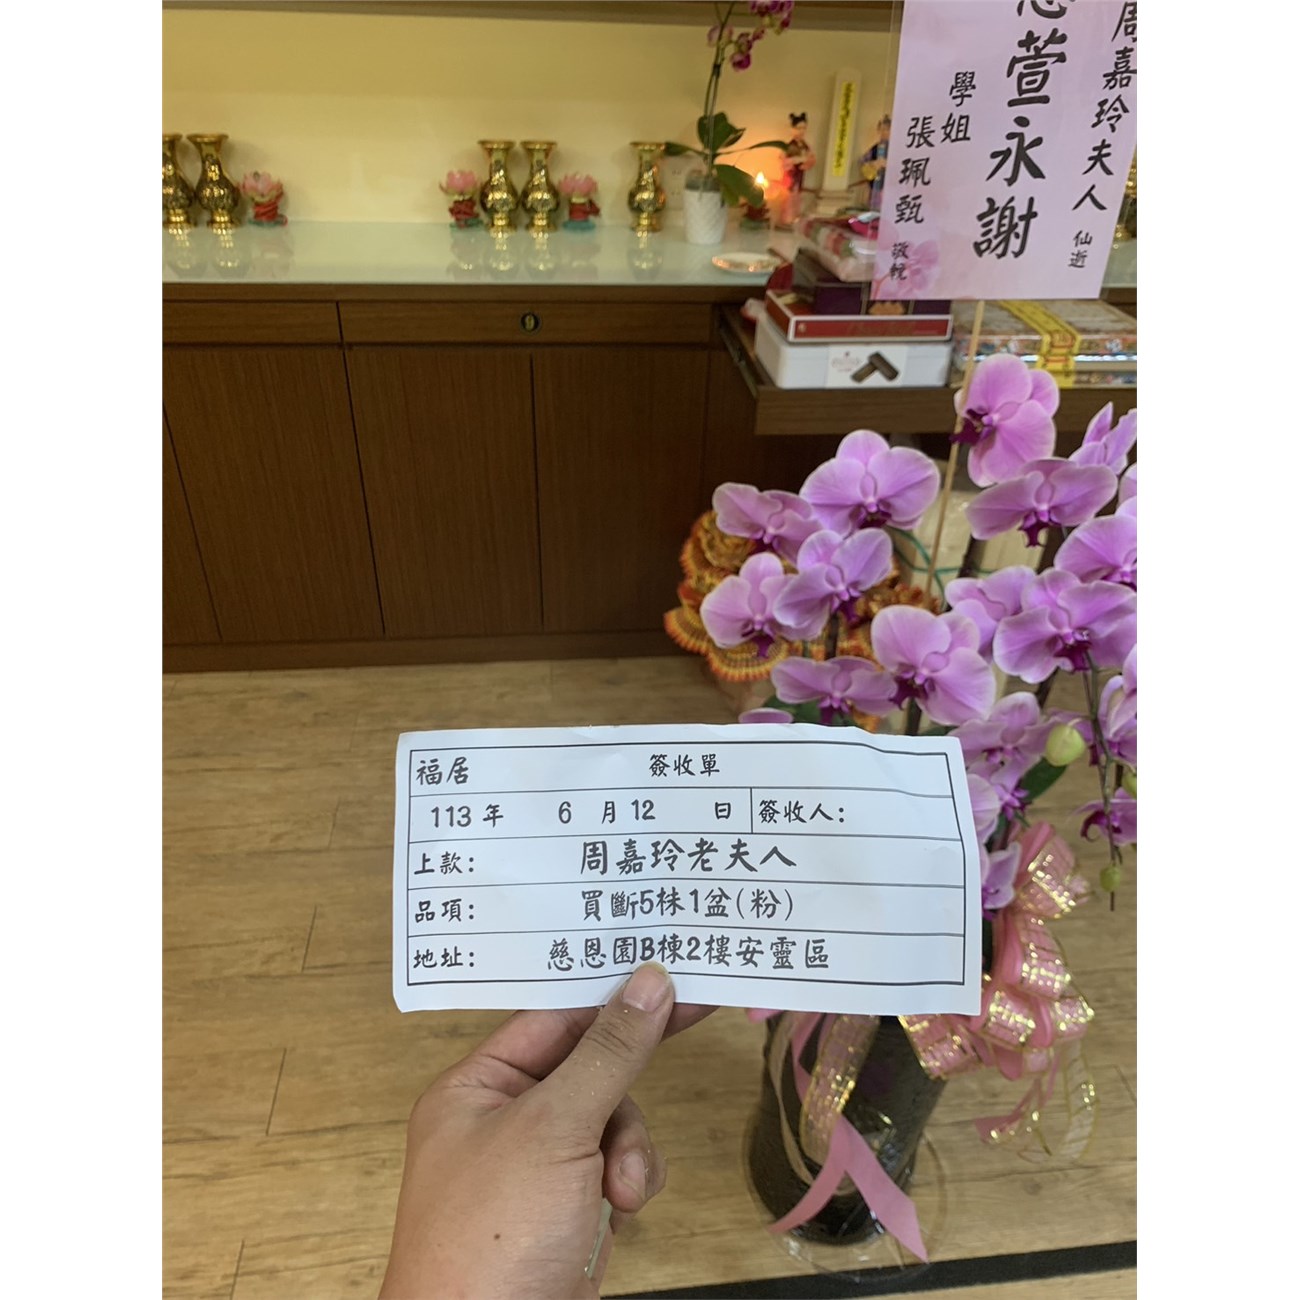 周嘉玲夫人仙逝
慈萱永謝
學姐
張珮甄敬輓
福居 簽收單
113 年 6 月 12 日 簽收人:
上款: 周嘉玲老夫人
品項: 買斷5株1盆(粉)
地址: 慈恩園B棟2樓安靈區